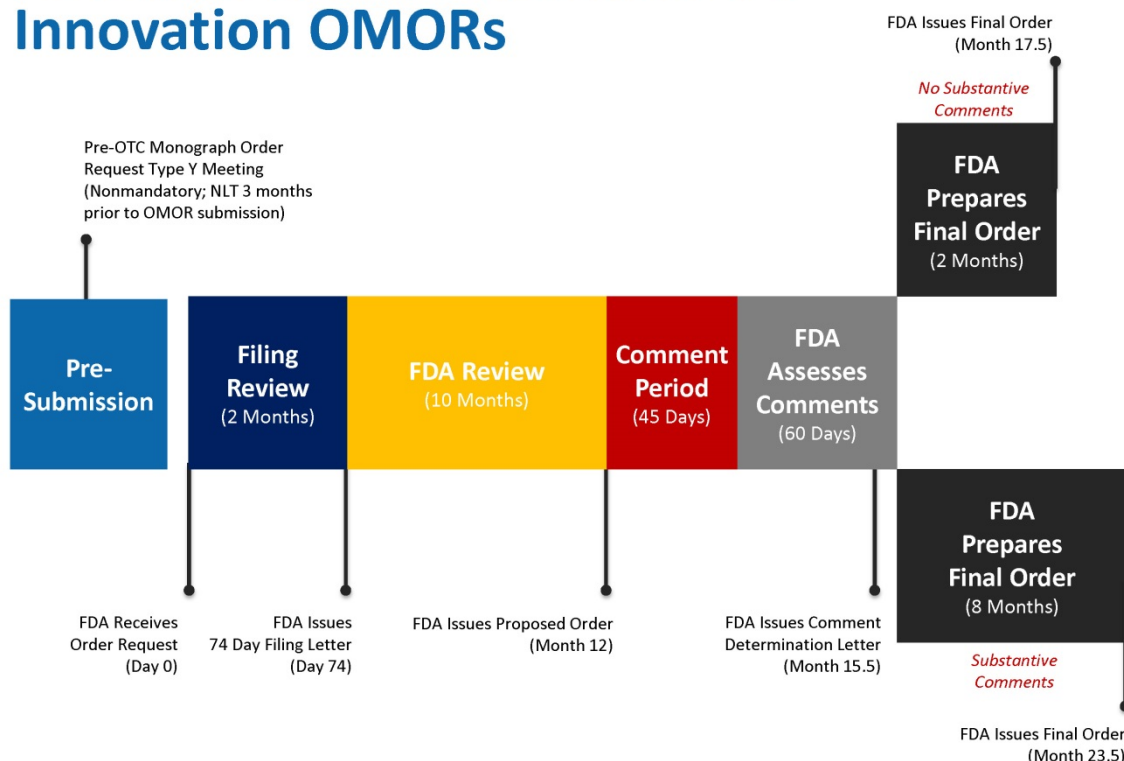 Innovation OMORs
FDA Issues Final Order
(Month 17.5)
No Substantive
Comments
Pre-OTC Monograph Order
Request Type Y Meeting
(Nonmandatory; NLT 3 months
prior to OMOR submission)
FDA
Prepares
Final Order
(2 Months)
Pre-
Submission
Filing
Review
(2 Months)
FDA Review
(10 Months)
Comment
Period
(45 Days)
FDA
Assesses
Comments
(60 Days)
FDA
Prepares
Final Order
(8 Months)
FDA Receives
Order Request
(Day 0)
FDA Issues
74 Day Filing Letter
(Day 74)
FDA Issues Proposed Order
(Month 12)
FDA Issues Comment
Determination Letter
(Month 15.5)
Substantive
Comments
FDA Issues Final Order
(Month 23.5)